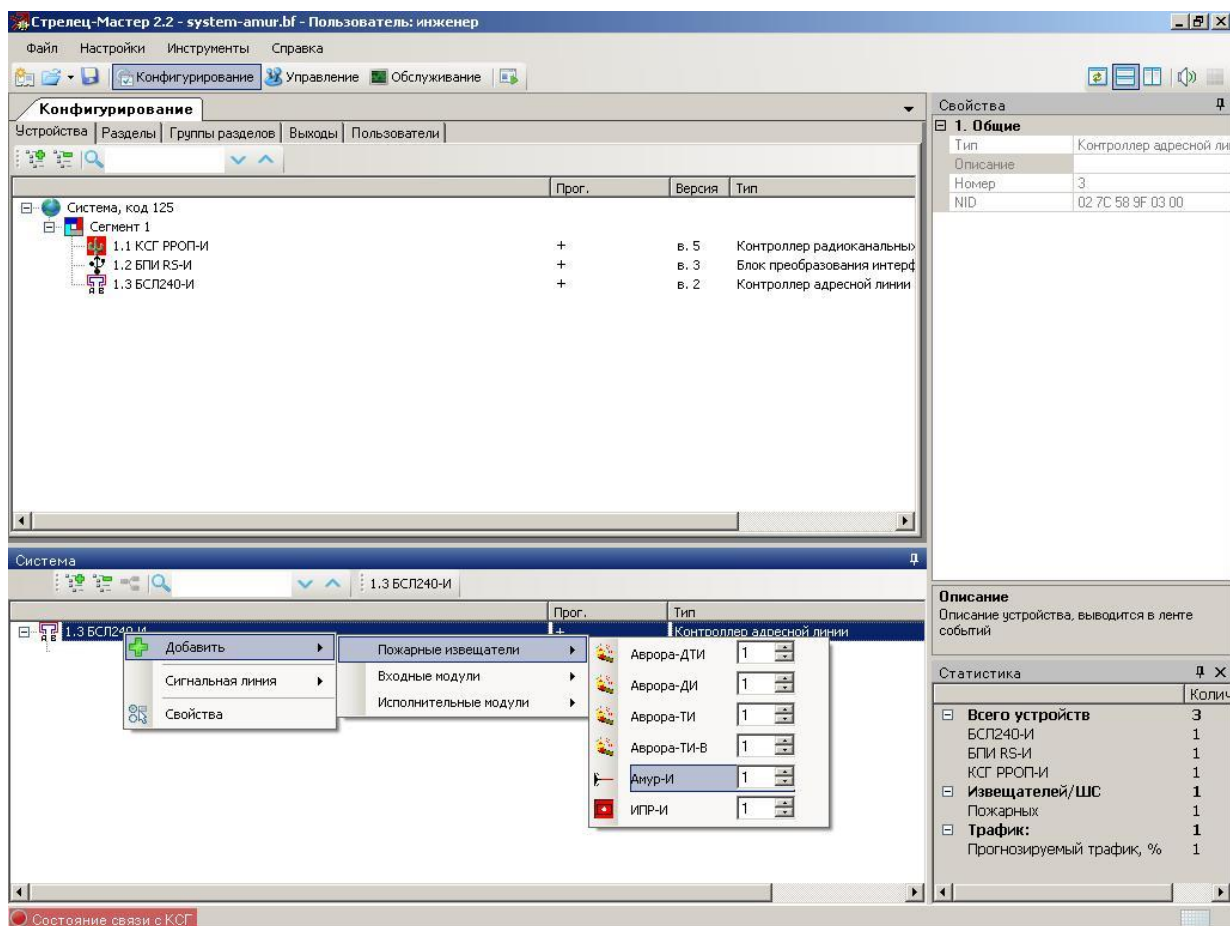 Стрелец-Мастер 2.2 - system-amur.bf - Пользователь: инженер
Файл Настройки Инструменты Справка
Конфигурирование Управление Обслуживание
Конфигурирование
Устройства Разделы Группы разделов Выходы Пользователи
Прог. Версия Тип
Система, код 125
Сегмент 1
1.1 КСГ РРОП-И + в. 5 Контроллер радиоканальных
1.2 БПИ RS-И + в. 3 Блок преобразования интерф
1.3 БСЛ240-И + в. 2 Контроллер адресной линии
Свойства
1. Общие
Тип Контроллер адресной ли
Описание
Номер 3
NID 02 7C 58 9F 03 00
Система
1.3 БСЛ240-И
Прог. Тип
1.3 БСЛ240-И + Контроллер адресной линии
Добавить
Сигнальная линия
Свойства
Пожарные извещатели
Входные модули
Исполнительные модули
Аврора-ДТИ 1
Аврора-ДИ 1
Аврора-ТИ 1
Аврора-ТИ-В 1
Амур-И 1
ИПР-И 1
Описание
Описание устройства, выводится в ленте
событий
Статистика
Колич
Всего устройств 3
БСЛ240-И 1
БПИ RS-И 1
КСГ РРОП-И 1
Извещателей/ШС 1
Пожарных 1
Трафик: 1
Прогнозируемый трафик, % 1
Состояние связи с КСГ